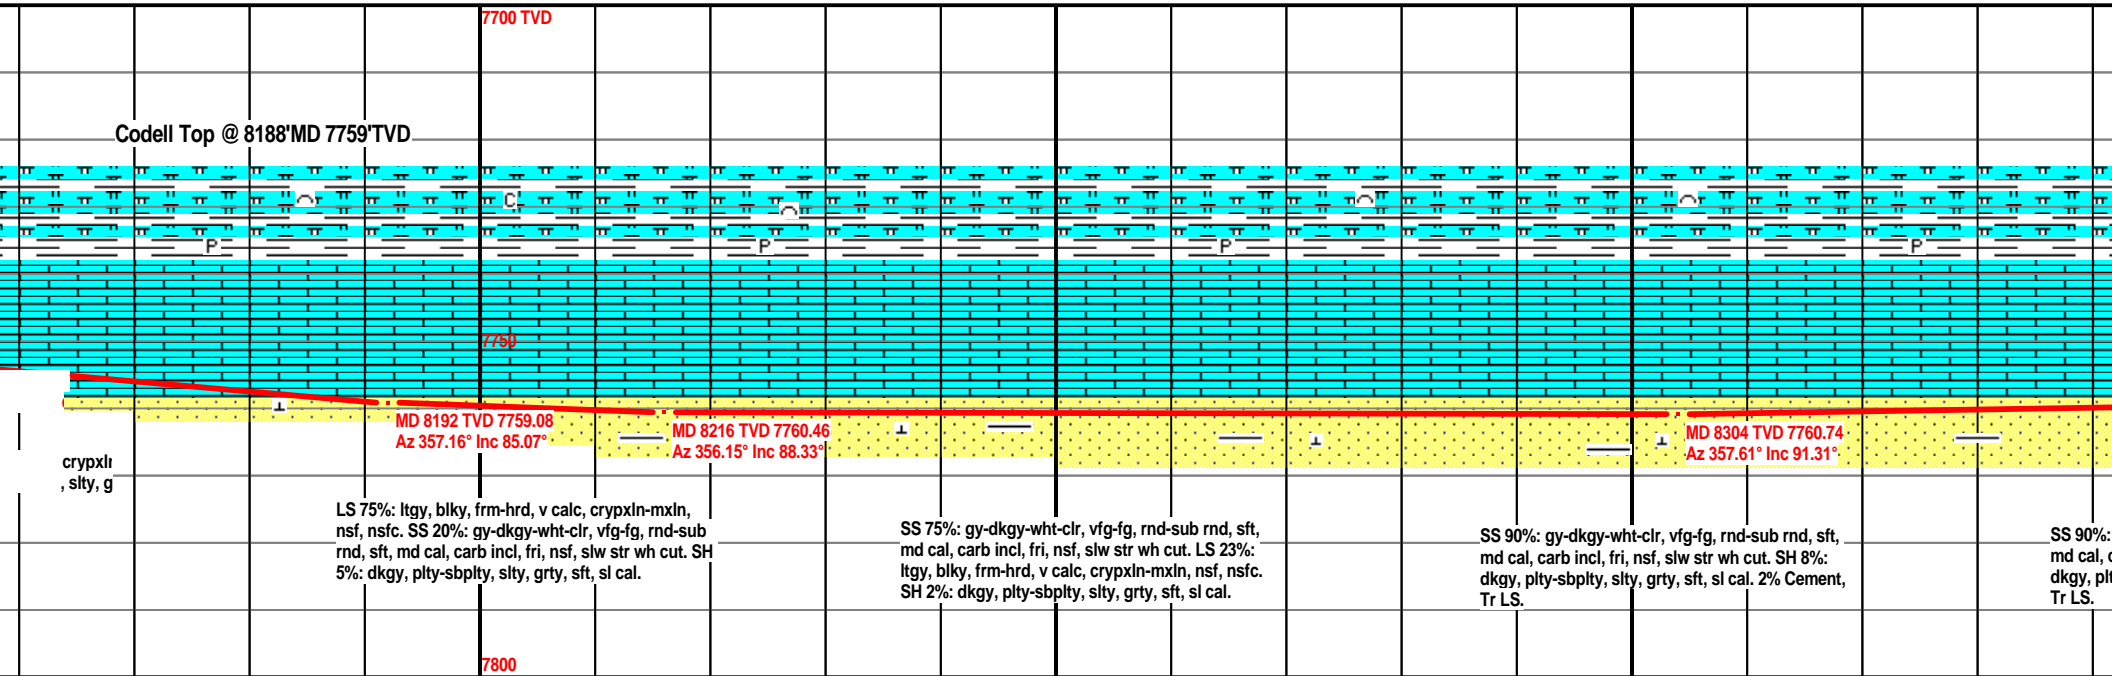 7700 TVD
Codell Top @ 8188'MD 7759'TVD
C
P P P P
7750
MD 8192 TVD 7759.08
Az 357.16° Inc 85.07°
MD 8216 TVD 7760.46
Az 356.15° Inc 88.33°
MD 8304 TVD 7760.74
Az 357.61° Inc 91.31°
, slty, g
LS 75%: ltgy, blky, frm-hrd, v calc, crypxln-mxln,
nsf, nsfc. SS 20%: gy-dkgy-wht-clr, vfg-fg, rnd-sub
rnd, sft, md cal, carb incl, fri, nsf, slw str wh cut. SH
5%: dkgy, plty-sbplty, slty, grty, sft, sl cal.
SS 75%: gy-dkgy-wht-clr, vfg-fg, rnd-sub rnd, sft,
md cal, carb incl, fri, nsf, slw str wh cut. LS 23%:
ltgy, blky, frm-hrd, v calc, crypxln-mxln, nsf, nsfc.
SH 2%: dkgy, plty-sbplty, slty, grty, sft, sl cal.
SS 90%: gy-dkgy-wht-clr, vfg-fg, rnd-sub rnd, sft,
md cal, carb incl, fri, nsf, slw str wh cut. SH 8%:
dkgy, plty-sbplty, slty, grty, sft, sl cal. 2% Cement,
Tr LS.
SS 90%:
md cal,
dkgy,
Tr LS.
7800